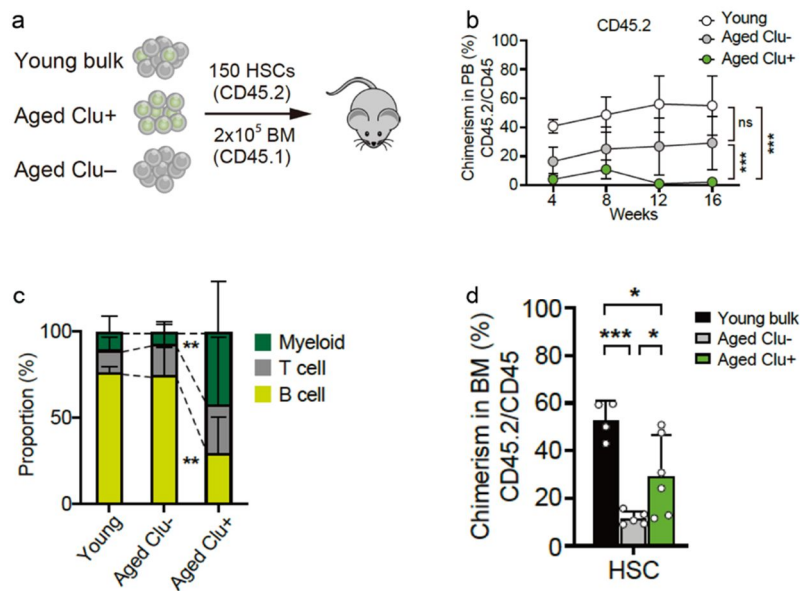 a
Young bulk
Aged Clu+
Aged Clu–
150 HSCs
(CD45.2)
2x10⁵ BM
(CD45.1)
b
CD45.2
Young
Aged Clu-
Aged Clu+
Chimerism in PB (%)
CD45.2/CD45
100
80
60
40
20
0
4
8
12
16
Weeks
ns
***
***
c
Proportion (%)
100
50
0
**
**
Myeloid
T cell
B cell
Young
Aged Clu-
Aged Clu+
d
Chimerism in BM (%)
CD45.2/CD45
100
80
60
40
20
0
*
***
*
Young bulk
Aged Clu-
Aged Clu+
HSC